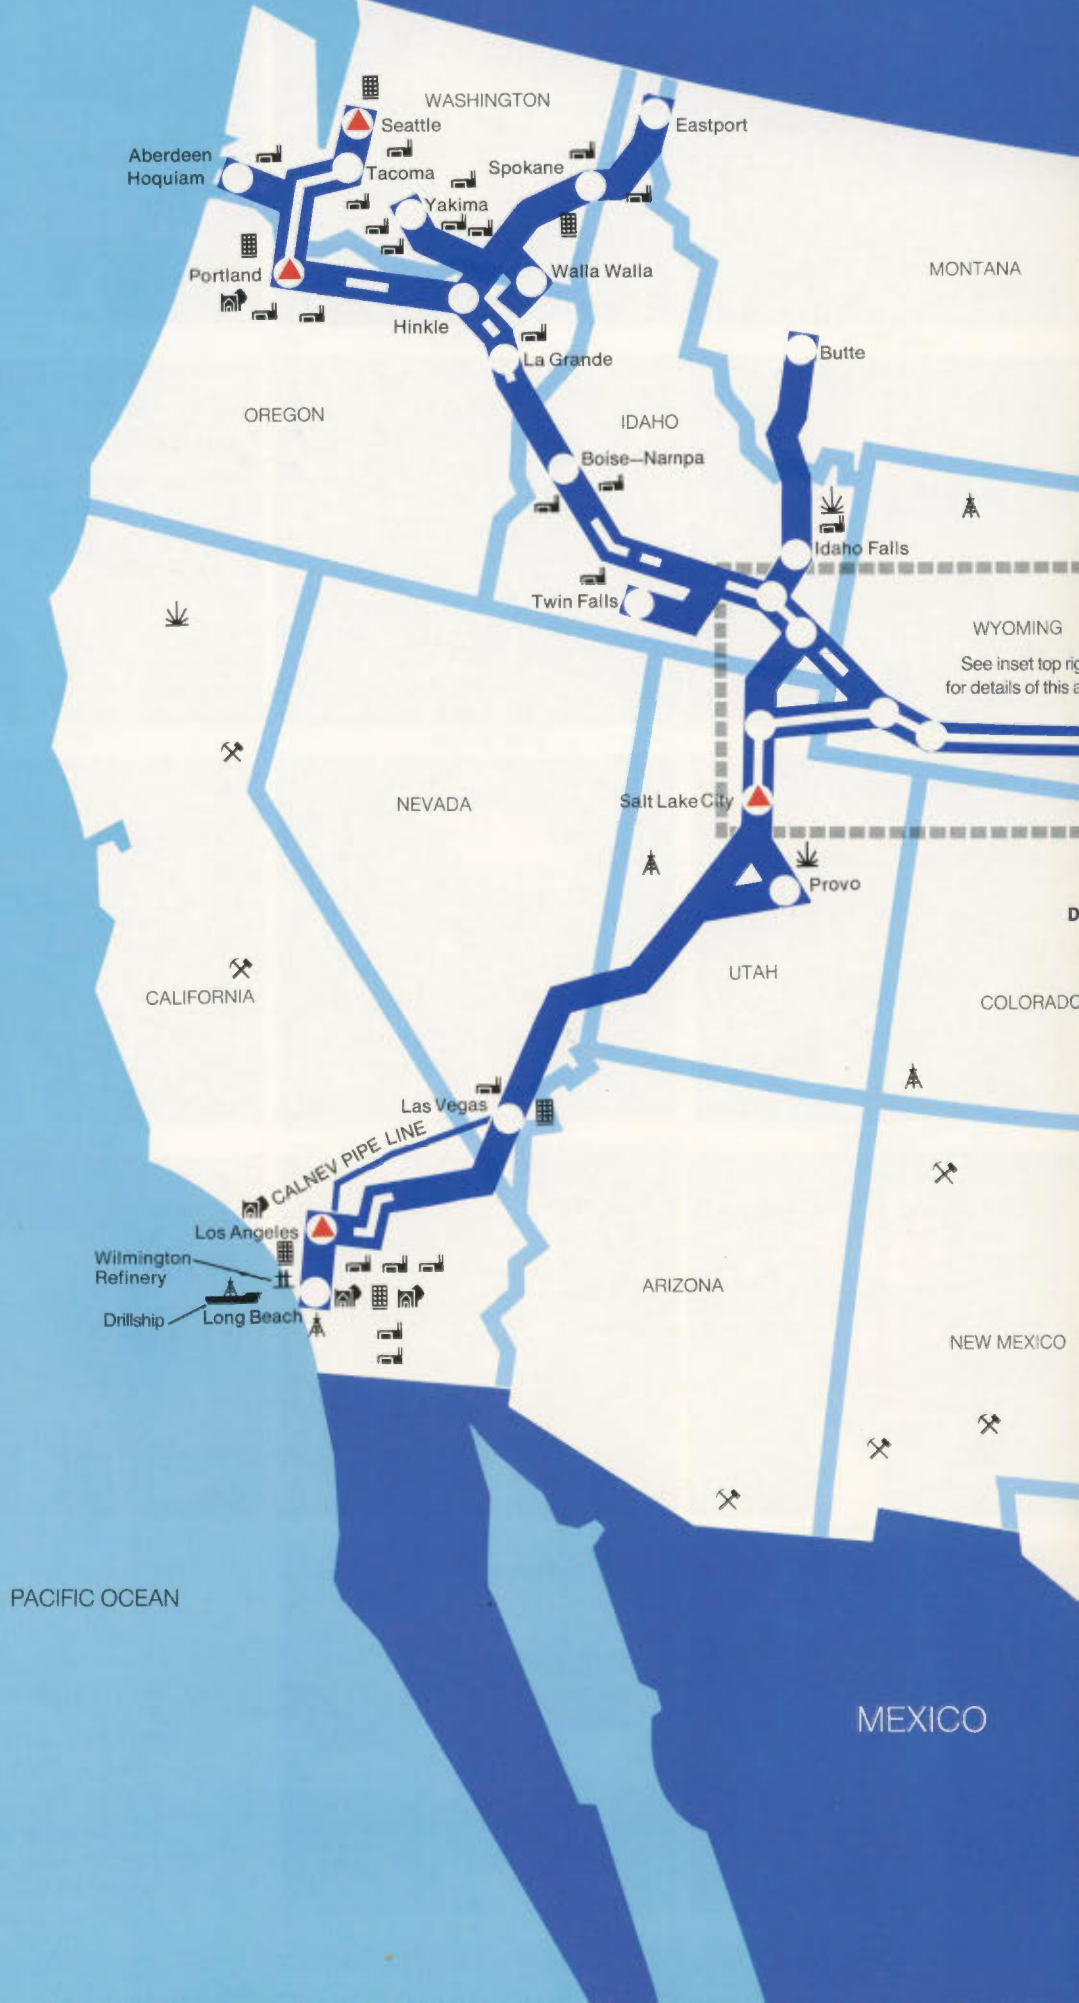 WASHINGTON
Seattle
Eastport
Aberdeen
Hoquiam
Tacoma
Spokane
Yakima
Portland
Walla Walla
MONTANA
Hinkle
La Grande
Butte
OREGON
IDAHO
Boise—Nampa
Idaho Falls
Twin Falls
WYOMING
See inset top rig
for details of this a
NEVADA
Salt Lake City
Provo
D
UTAH
CALIFORNIA
COLORADO
Las Vegas
CALNEV PIPE LINE
Los Angeles
Wilmington
Refinery
Drillship
Long Beach
ARIZONA
NEW MEXICO
PACIFIC OCEAN
MEXICO